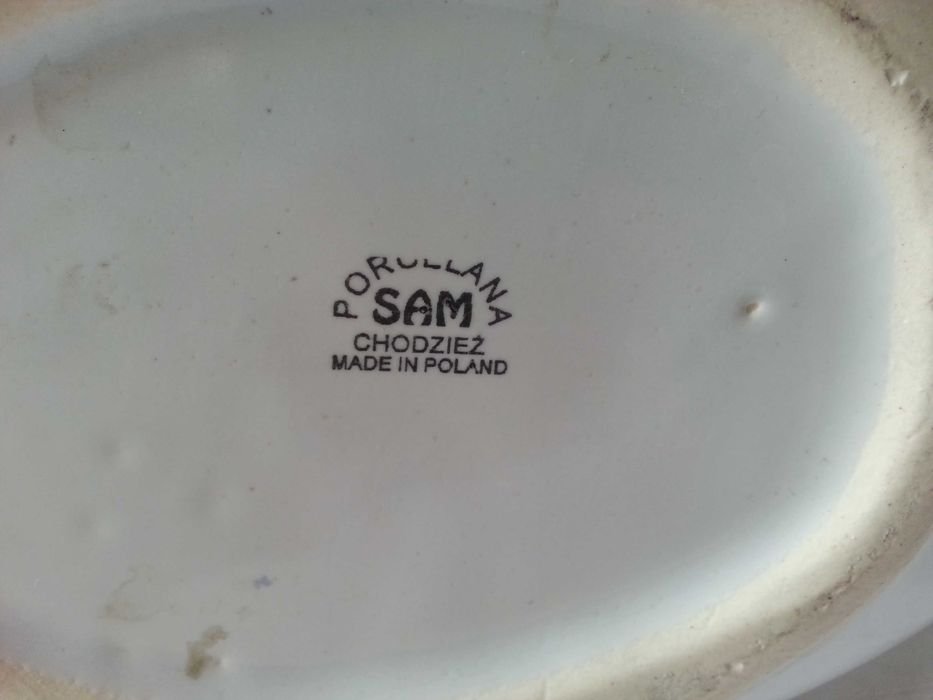 PORCELANA
SAM
CHODZIEŻ
MADE IN POLAND